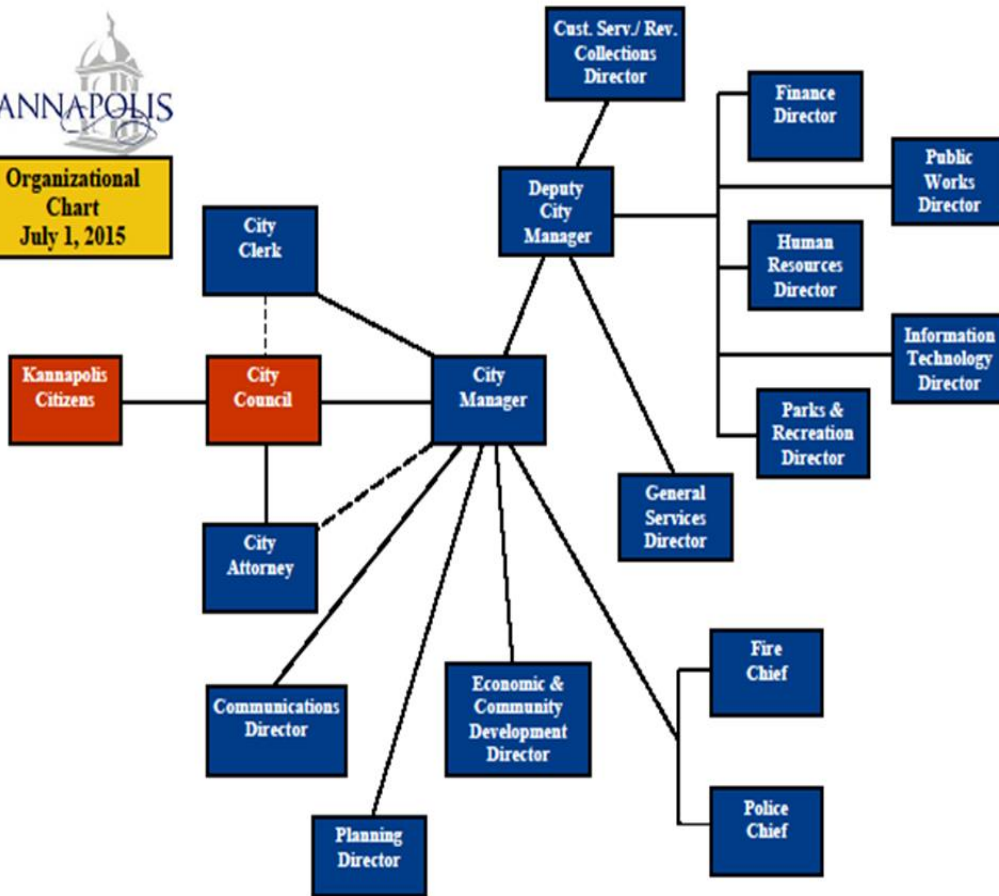 ANNAPOLIS
Organizational
Chart
July 1, 2015
Cust. Serv./ Rev.
Collections
Director
Finance
Director
Public
Works
Director
Deputy
City
Manager
City
Clerk
Human
Resources
Director
Information
Technology
Director
Kannapolis
Citizens
City
Council
City
Manager
Parks &
Recreation
Director
General
Services
Director
City
Attorney
Fire
Chief
Communications
Director
Economic &
Community
Development
Director
Police
Chief
Planning
Director